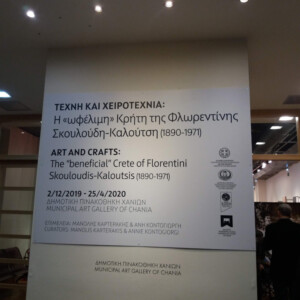 ΤΕΧΝΗ ΚΑΙ ΧΕΙΡΟΤΕΧΝΙΑ:
Η «ωφέλιμη» Κρήτη της Φλωρεντίνης
Σκουλούδη-Καλούτση (1890-1971)
ART AND CRAFTS:
The "beneficial" Crete of Florentini
Skouloudis-Kaloutsis (1890-1971)
2/12/2019 - 25/4/2020
ΔΗΜΟΤΙΚΗ ΠΙΝΑΚΟΘΗΚΗ ΧΑΝΙΩΝ
MUNICIPAL ART GALLERY OF CHANIA
ΔΗΜΟΤΙΚΗ ΠΙΝΑΚΟΘΗΚΗ ΧΑΝΙΩΝ
MUNICIPAL ART GALLERY OF CHANIA